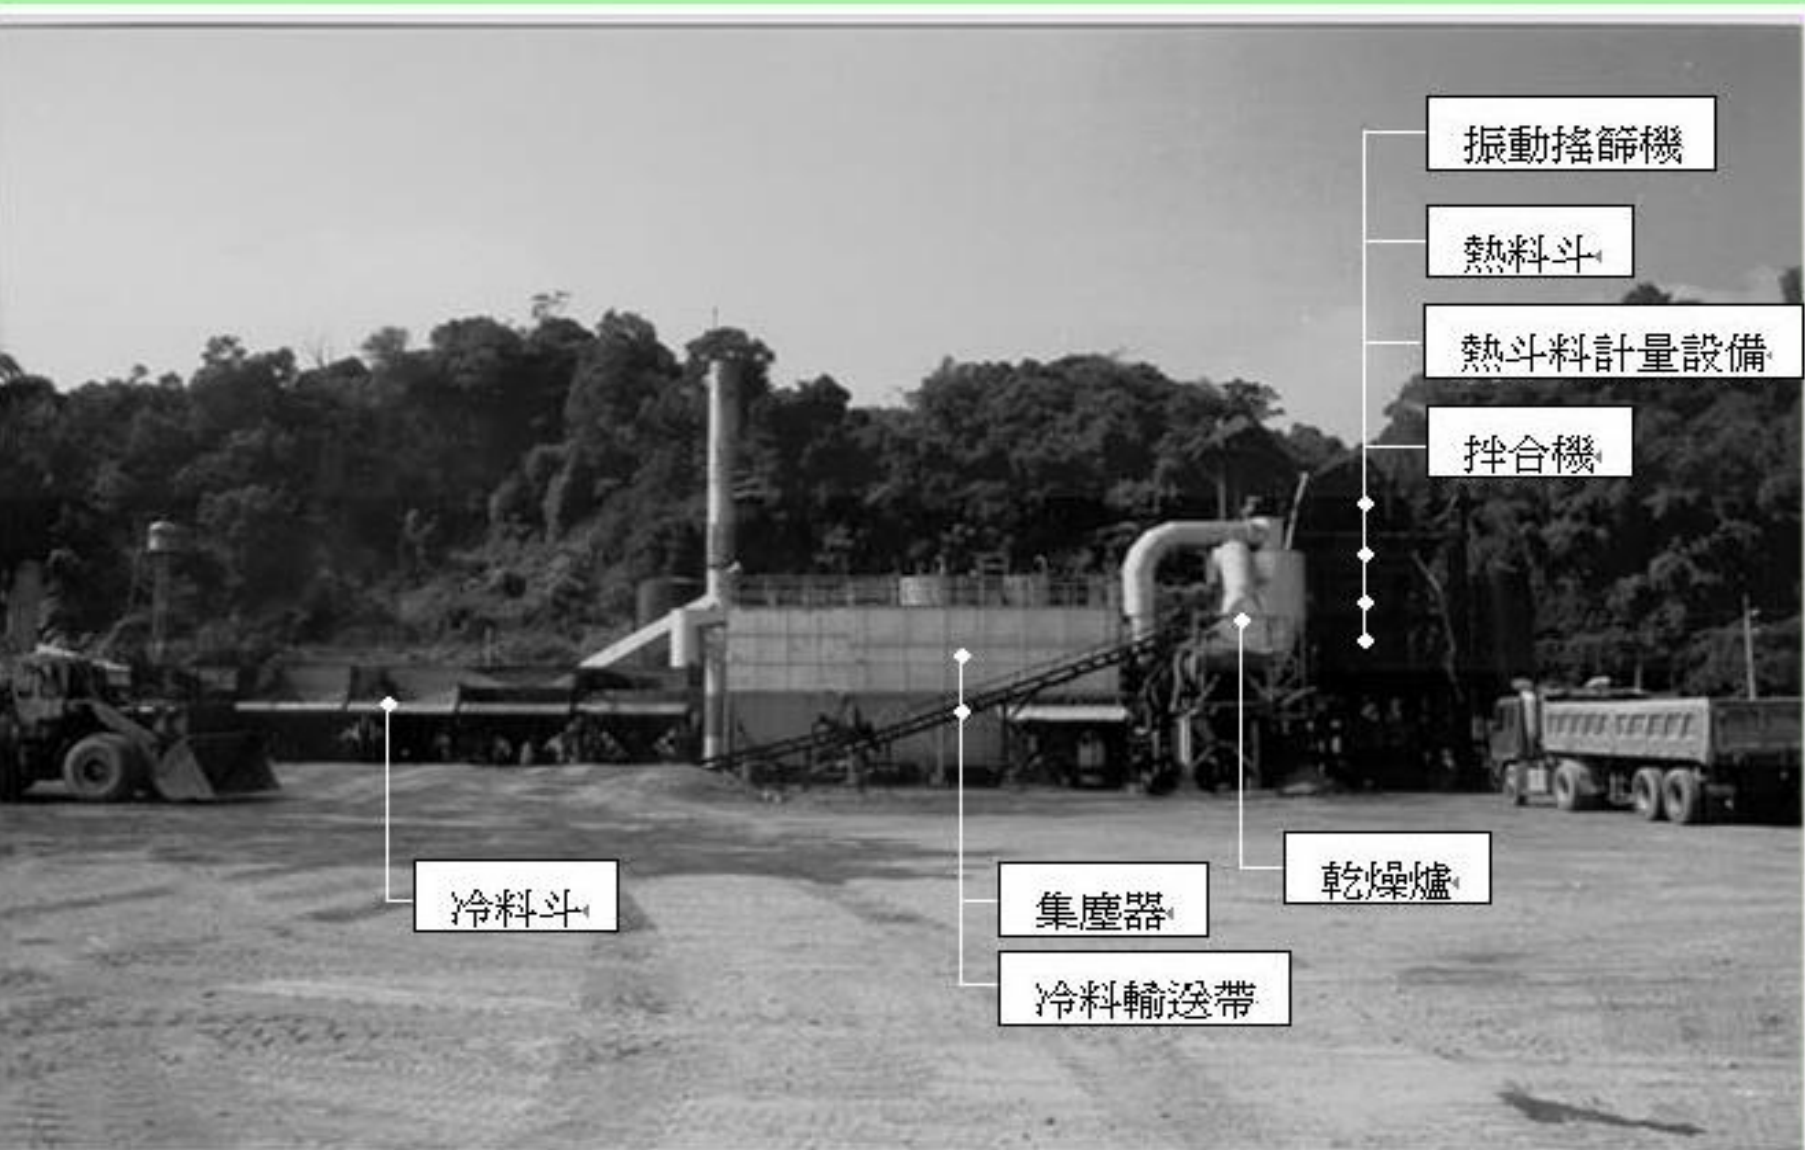 振動搖篩機
熱料斗
熱斗料計量設備
拌合機
冷料斗
集塵器
乾燥爐
冷料輸送帶